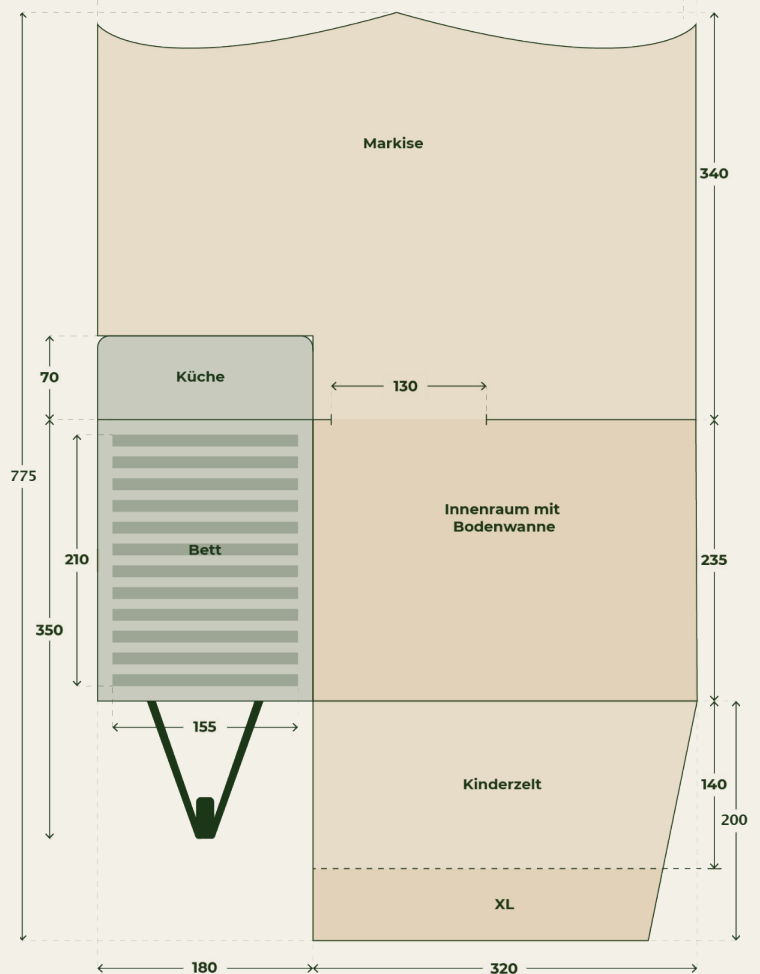 Markise
340
Küche
70
130
775
Innenraum mit
Bodenwanne
Bett
210
235
350
155
Kinderzelt
140
200
XL
180
320